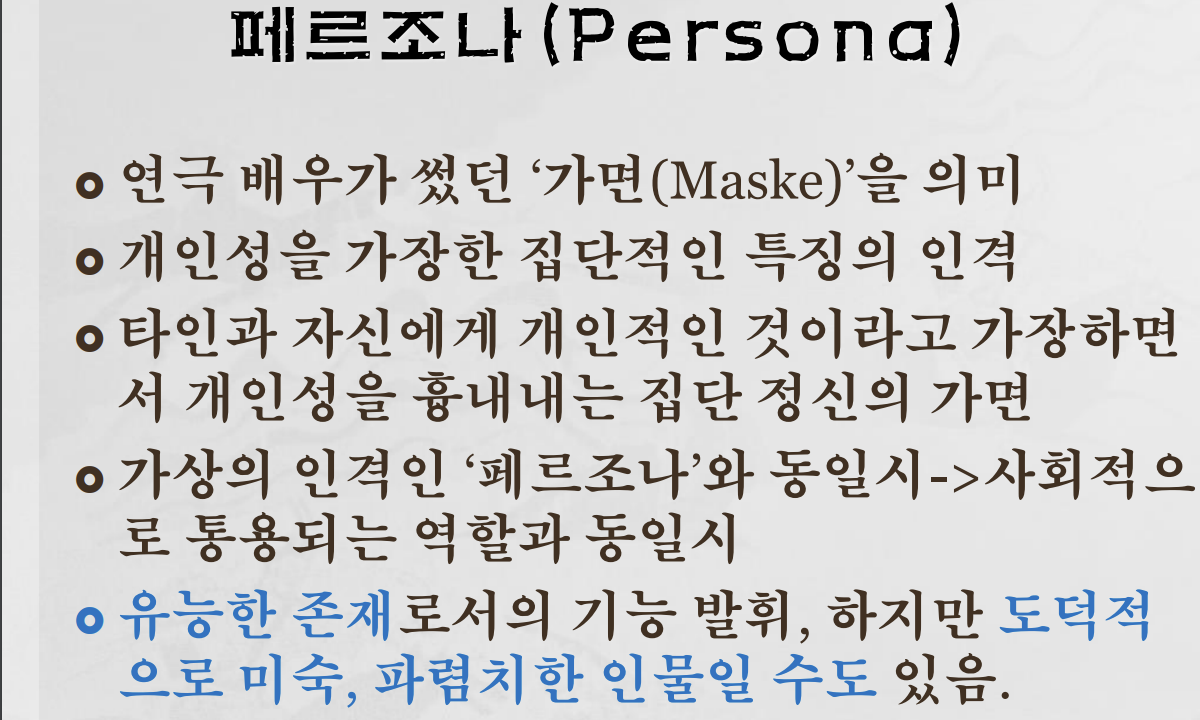 페르조나(Persona)
연극 배우가 썼던 ‘가면(Maske)’을 의미
개인성을 가장한 집단적인 특징의 인격
타인과 자신에게 개인적인 것이라고 가장하면
서 개인성을 흉내내는 집단 정신의 가면
가상의 인격인 ‘페르조나’와 동일시->사회적으
로 통용되는 역할과 동일시
유능한 존재로서의 기능 발휘, 하지만 도덕적
으로 미숙, 파렴치한 인물일 수도 있음.